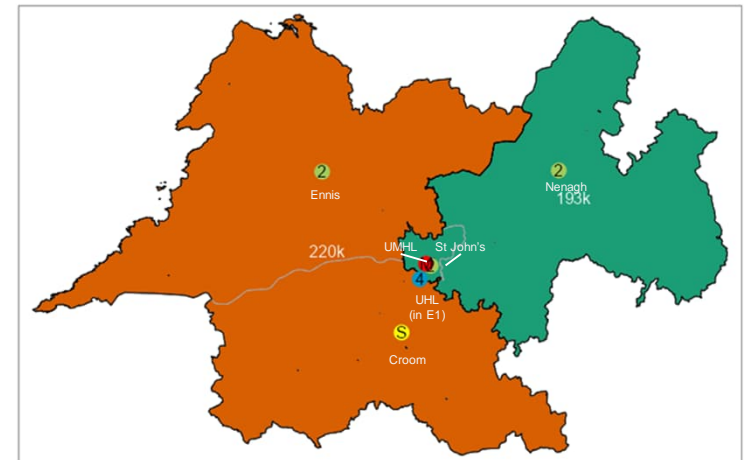 2
Ennis
2
Nenagh
193k
UMHL
St John's
220k
4
UHL
(in E1)
S
Croom